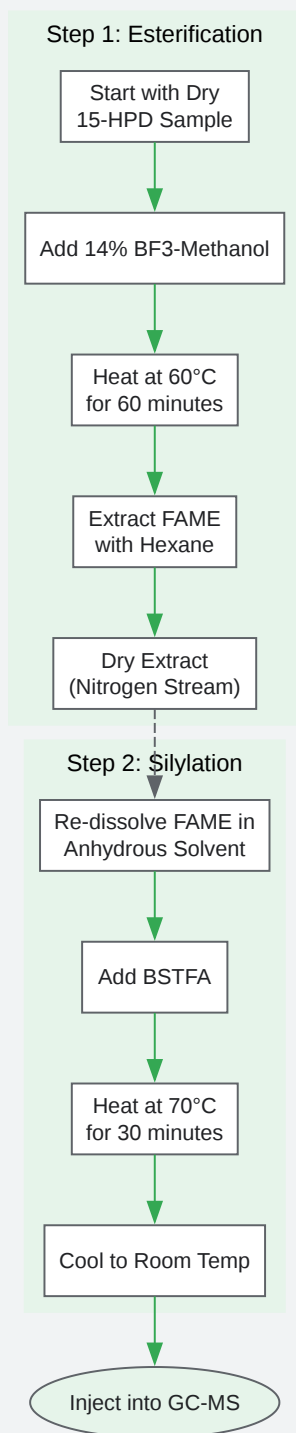 Step 1: Esterification
Start with Dry
15-HPD Sample
Add 14% BF3-Methanol
Heat at 60°C
for 60 minutes
Extract FAME
with Hexane
Dry Extract
(Nitrogen Stream)
Step 2: Silylation
Re-dissolve FAME in
Anhydrous Solvent
Add BSTFA
Heat at 70°C
for 30 minutes
Cool to Room Temp
Inject into GC-MS